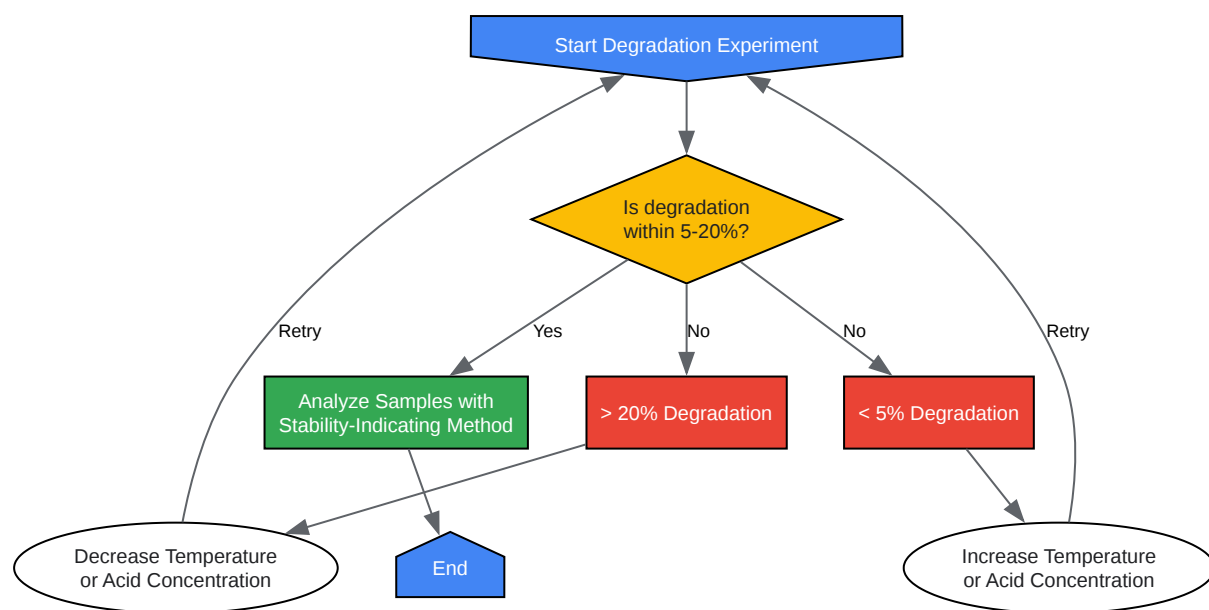 Start Degradation Experiment
Is degradation
within 5-20%?
Retry
Yes
No
No
Retry
Analyze Samples with
Stability-Indicating Method
> 20% Degradation
< 5% Degradation
Decrease Temperature
or Acid Concentration
End
Increase Temperature
or Acid Concentration